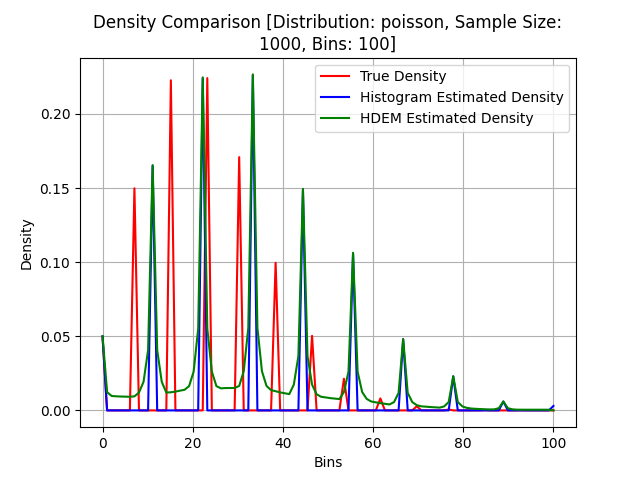 Density Comparison [Distribution: poisson, Sample Size:
1000, Bins: 100]
True Density
Histogram Estimated Density
HDEM Estimated Density
Density
0.20
0.15
0.10
0.05
0.00
0
20
40
60
80
100
Bins